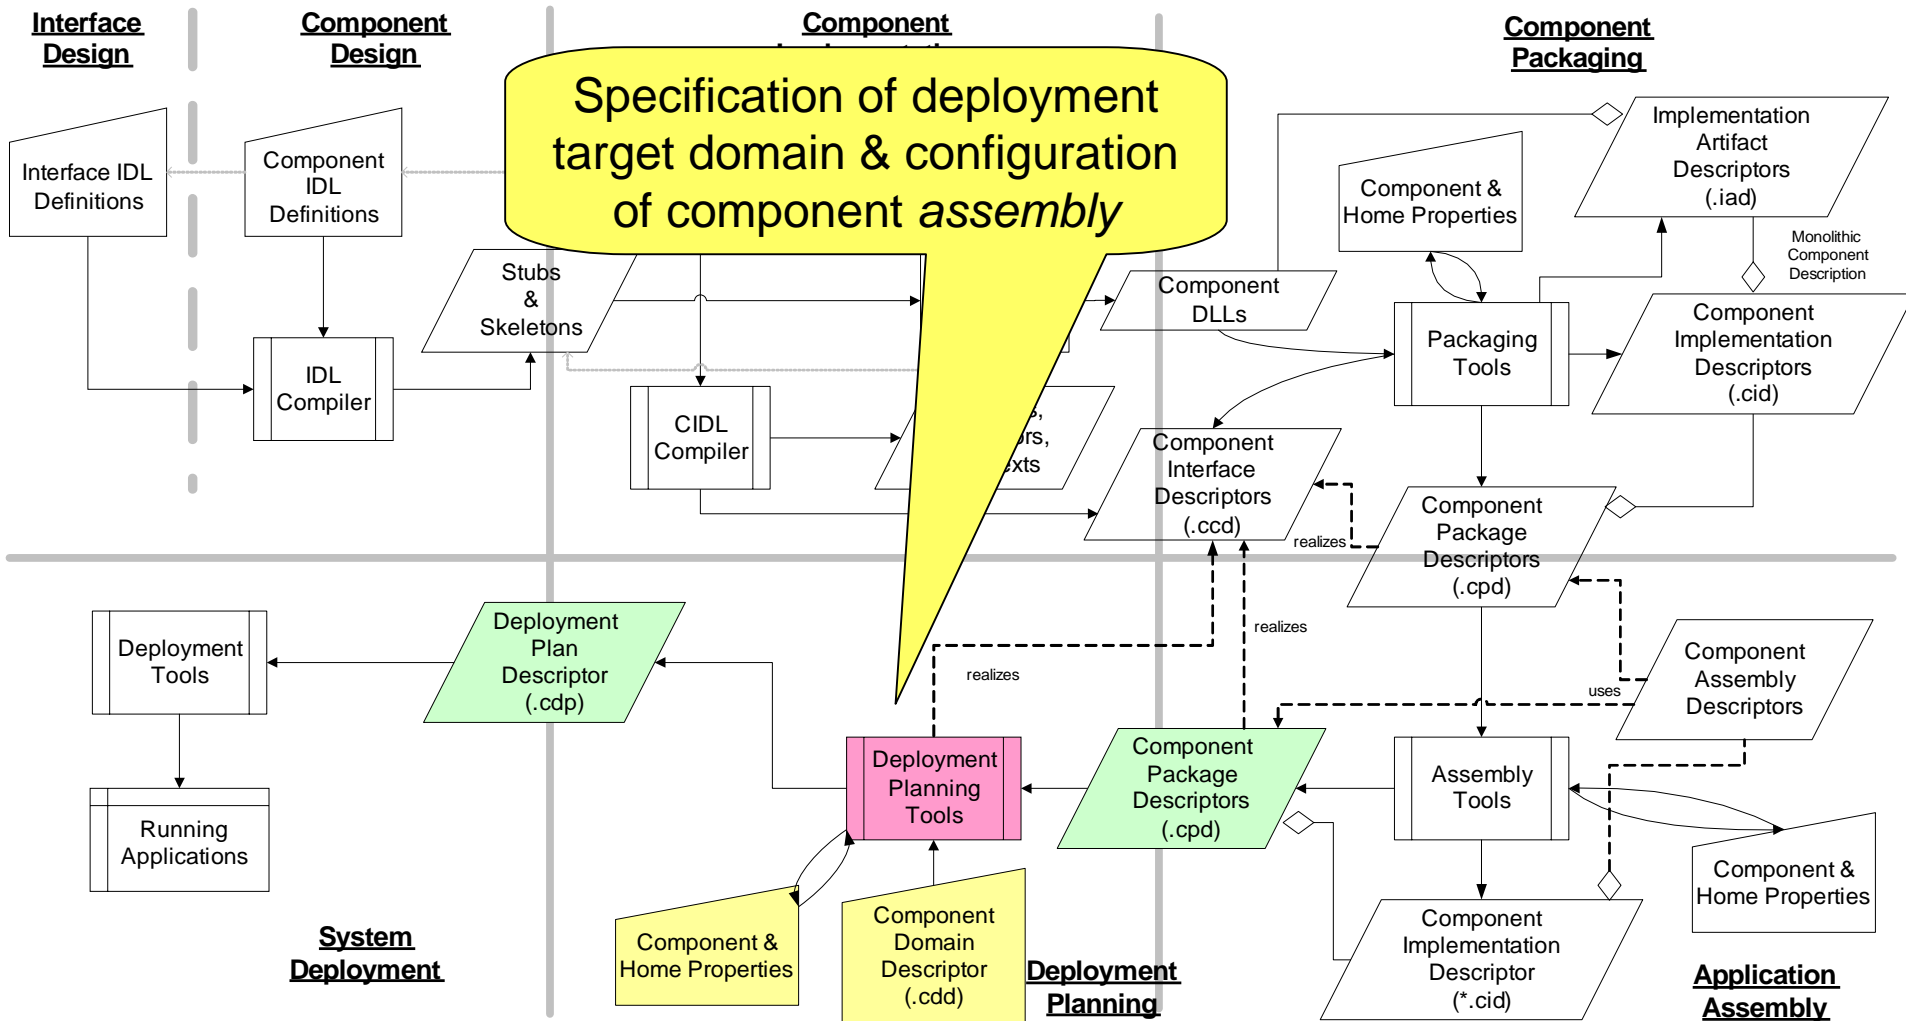 Interface
Design
Component
Design
Component
Component
Packaging
Specification of deployment
target domain & configuration
of component assembly
Interface IDL
Definitions
Component
IDL
Definitions
Stubs
&
Skeletons
IDL
Compiler
CIDL
Compiler
Component
DLLs
Component &
Home Properties
Implementation
Artifact
Descriptors
(.iad)
Monolithic
Component
Description
Packaging
Tools
Component
Implementation
Descriptors
(.cid)
Component
Interface
Descriptors
(.ccd)
Component
Package
Descriptors
(.cpd)
realizes
realizes
realizes
uses
Deployment
Tools
Deployment
Plan
Descriptor
(.cdp)
Running
Applications
Deployment
Planning
Tools
Component
Package
Descriptors
(.cpd)
Assembly
Tools
Component
Assembly
Descriptors
Component &
Home Properties
Component &
Home Properties
Component
Domain
Descriptor
(.cdd)
Component
Implementation
Descriptor
(*.cid)
System
Deployment
Deployment
Planning
Application
Assembly